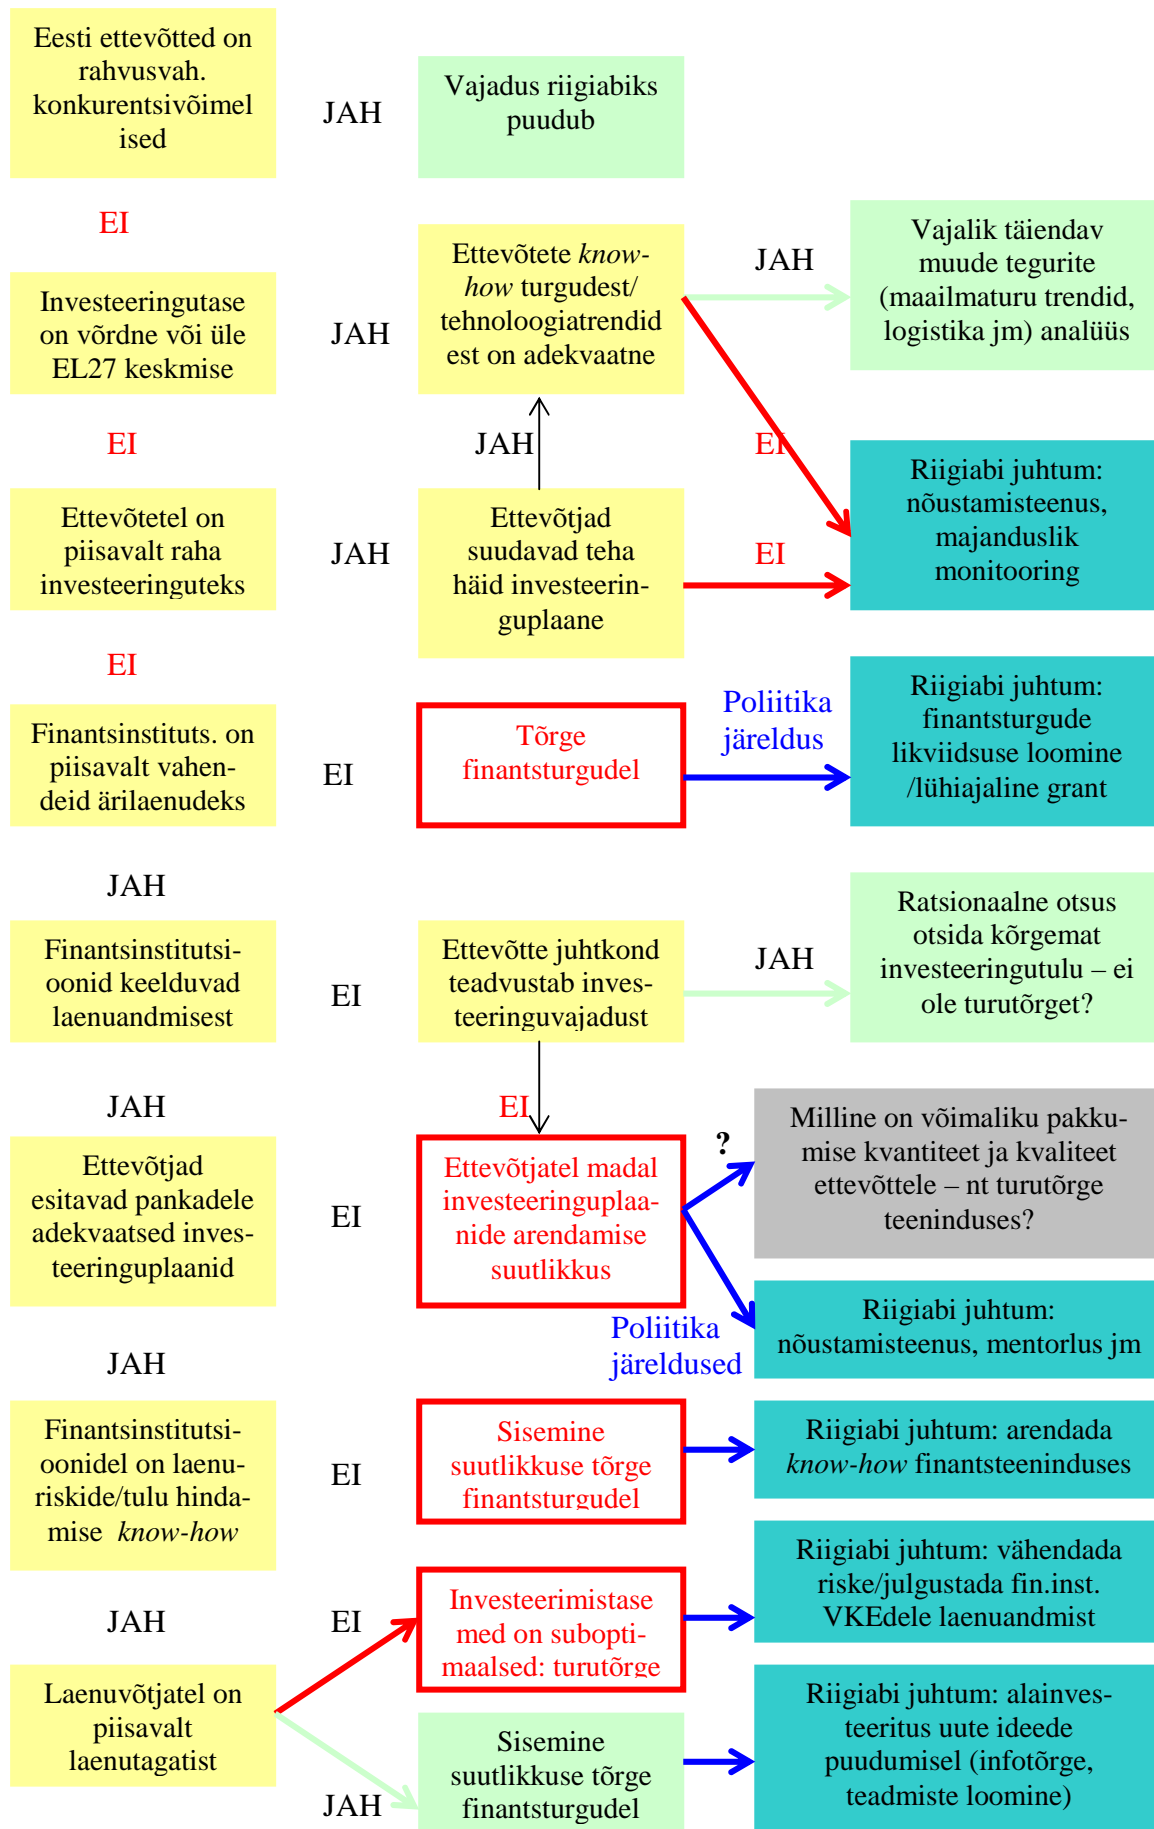 Eesti ettevõtted on
rahvusvah.
konkurentsivõimel
ised
JAH
Vajadus riigiabiks
puudub
EI
Investeeringutase
on võrdne või üle
EL27 keskmise
JAH
Ettevõtete know-
how turgudest/
tehnoloogiatrendid
est on adekvaatne
JAH
Vajalik täiendav
muude tegurite
(maailmaturu trendid,
logistika jm) analüüs
EI
JAH
EI
Ettevõtetel on
piisavalt raha
investeeringuteks
JAH
Ettevõtjad
suudavad teha
häid investeerin-
guplaane
EI
Riigiabi juhtum:
nõustamisteenus,
majanduslik
monitooring
EI
Finantsinstituts. on
piisavalt vahen-
deid ärilaenudeks
EI
Tõrge
finantsturgudel
Poliitika
järeldus
Riigiabi juhtum:
finantsturgude
likviidsuse loomine
/lühiajaline grant
JAH
Finantsinstitutsi-
oonid keelduvad
laenuandmisest
EI
Ettevõtte juhtkond
teadvustab inves-
teeringuvajadust
JAH
Ratsionaalne otsus
otsida kõrgemat
investeeringutulu – ei
ole turutõrget?
JAH
EI
Ettevõtjad
esitavad pankadele
adekvaatsed inves-
teeringuplaanid
EI
Ettevõtjatel madal
investeeringuplaa-
nide arendamise
suutlikkus
?
Milline on võimaliku pakku-
mise kvantiteet ja kvaliteet
ettevõttele – nt turutõrge
teeninduses?
Poliitika
järeldused
Riigiabi juhtum:
nõustamisteenus, mentorlus jm
JAH
Finantsinstitutsi-
oonidel on laenu-
riskide/tulu hinda-
mise know-how
EI
Sisemine
suutlikkuse tõrge
finantsturgudel
Riigiabi juhtum: arendada
know-how finantsteeninduses
JAH
EI
Investeerimistase
med on subopti-
maalsed: turutõrge
Riigiabi juhtum: vähendada
riske/julgustada fin.inst.
VKEdele laenuandmist
Laenuvõtjatel on
piisavalt
laenutagatist
JAH
Sisemine
suutlikkuse tõrge
finantsturgudel
Riigiabi juhtum: alainves-
teeritus uute ideede
puudumisel (infotõrge,
teadmiste loomine)